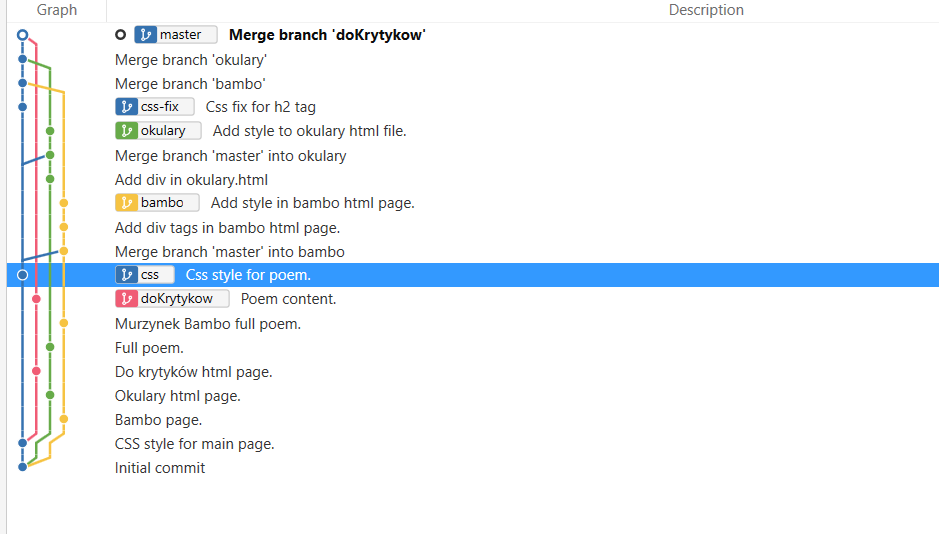 Graph Description
master Merge branch 'doKrytykow'
Merge branch 'okulary'
Merge branch 'bambo'
css-fix Css fix for h2 tag
okulary Add style to okulary html file.
Merge branch 'master' into okulary
Add div in okulary.html
bambo Add style in bambo html page.
Add div tags in bambo html page.
Merge branch 'master' into bambo
css Css style for poem.
doKrytykow Poem content.
Murzynek Bambo full poem.
Full poem.
Do krytyków html page.
Okulary html page.
Bambo page.
CSS style for main page.
Initial commit